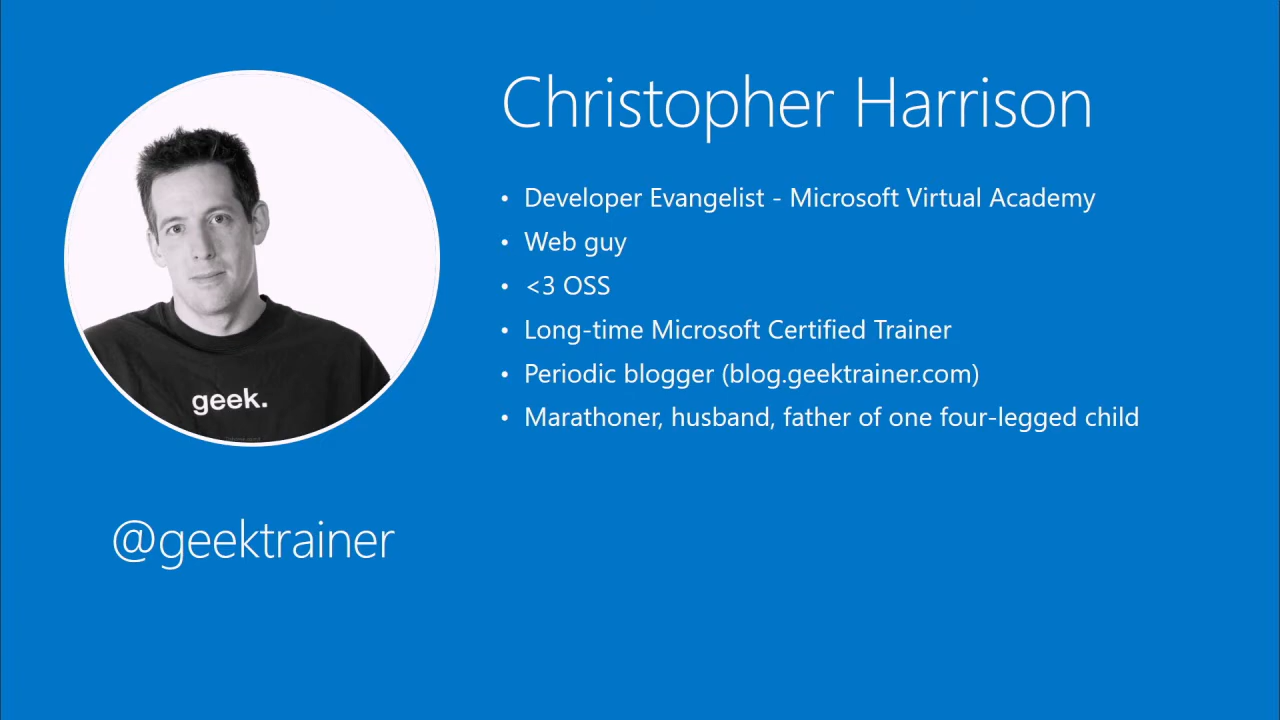 Christopher Harrison
• Developer Evangelist - Microsoft Virtual Academy
• Web guy
• <3 OSS
• Long-time Microsoft Certified Trainer
• Periodic blogger (blog.geektrainer.com)
• Marathoner, husband, father of one four-legged child
geek.
@geektrainer